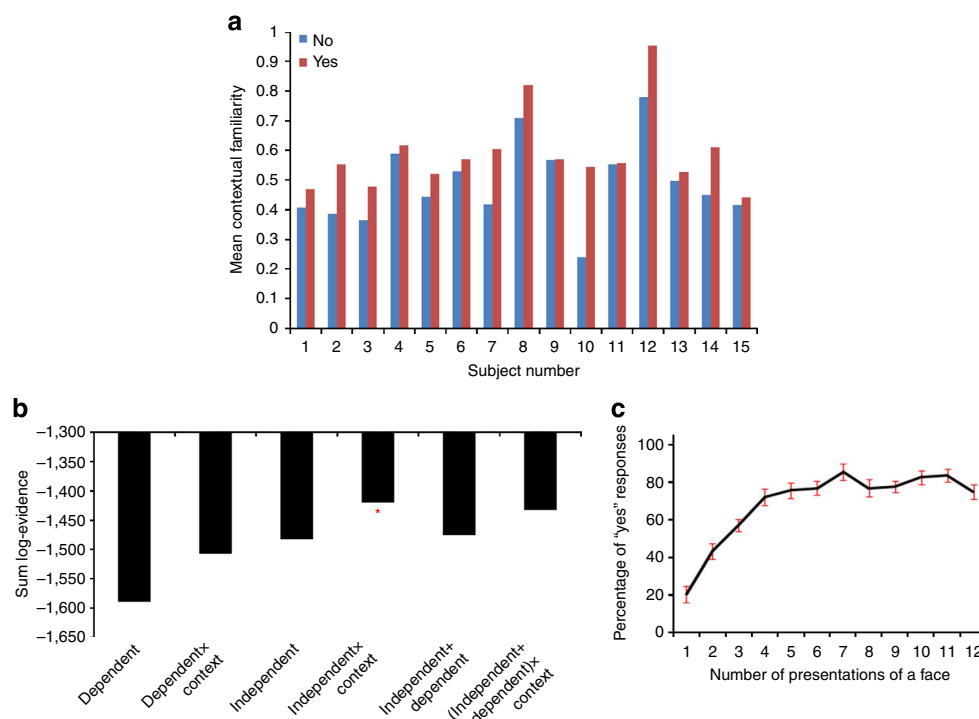 a
1
0.9
0.8
0.7
0.6
0.5
0.4
0.3
0.2
0.1
0
Mean contextual familiarity
No
Yes
1 2 3 4 5 6 7 8 9 10 11 12 13 14 15
Subject number
b
–1,300
–1,350
–1,400
–1,450
–1,500
–1,550
–1,600
–1,650
Sum log-evidence
*
Dependent
Dependent×
context
Independent
Independent×
context
Independent+
dependent
(Independent+
dependent)×
context
c
100
80
60
40
20
0
Percentage of “yes” responses
1 2 3 4 5 6 7 8 9 10 11 12
Number of presentations of a face